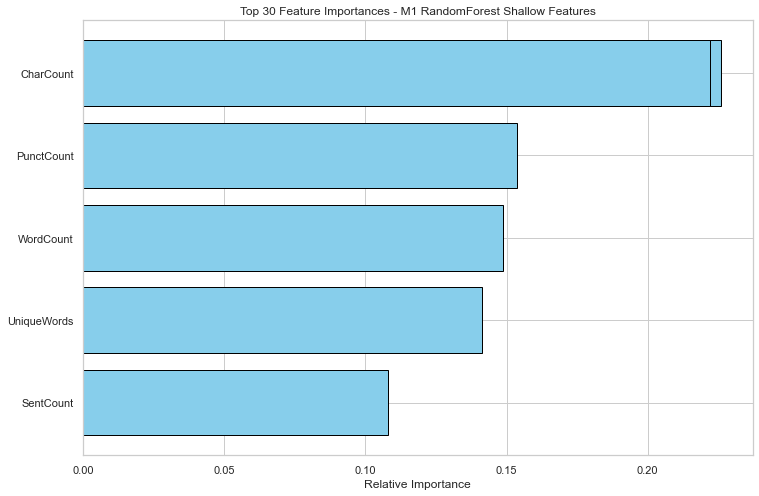 Top 30 Feature Importances - M1 RandomForest Shallow Features
CharCount
PunctCount
WordCount
UniqueWords
SentCount
0.00 0.05 0.10 0.15 0.20
Relative Importance